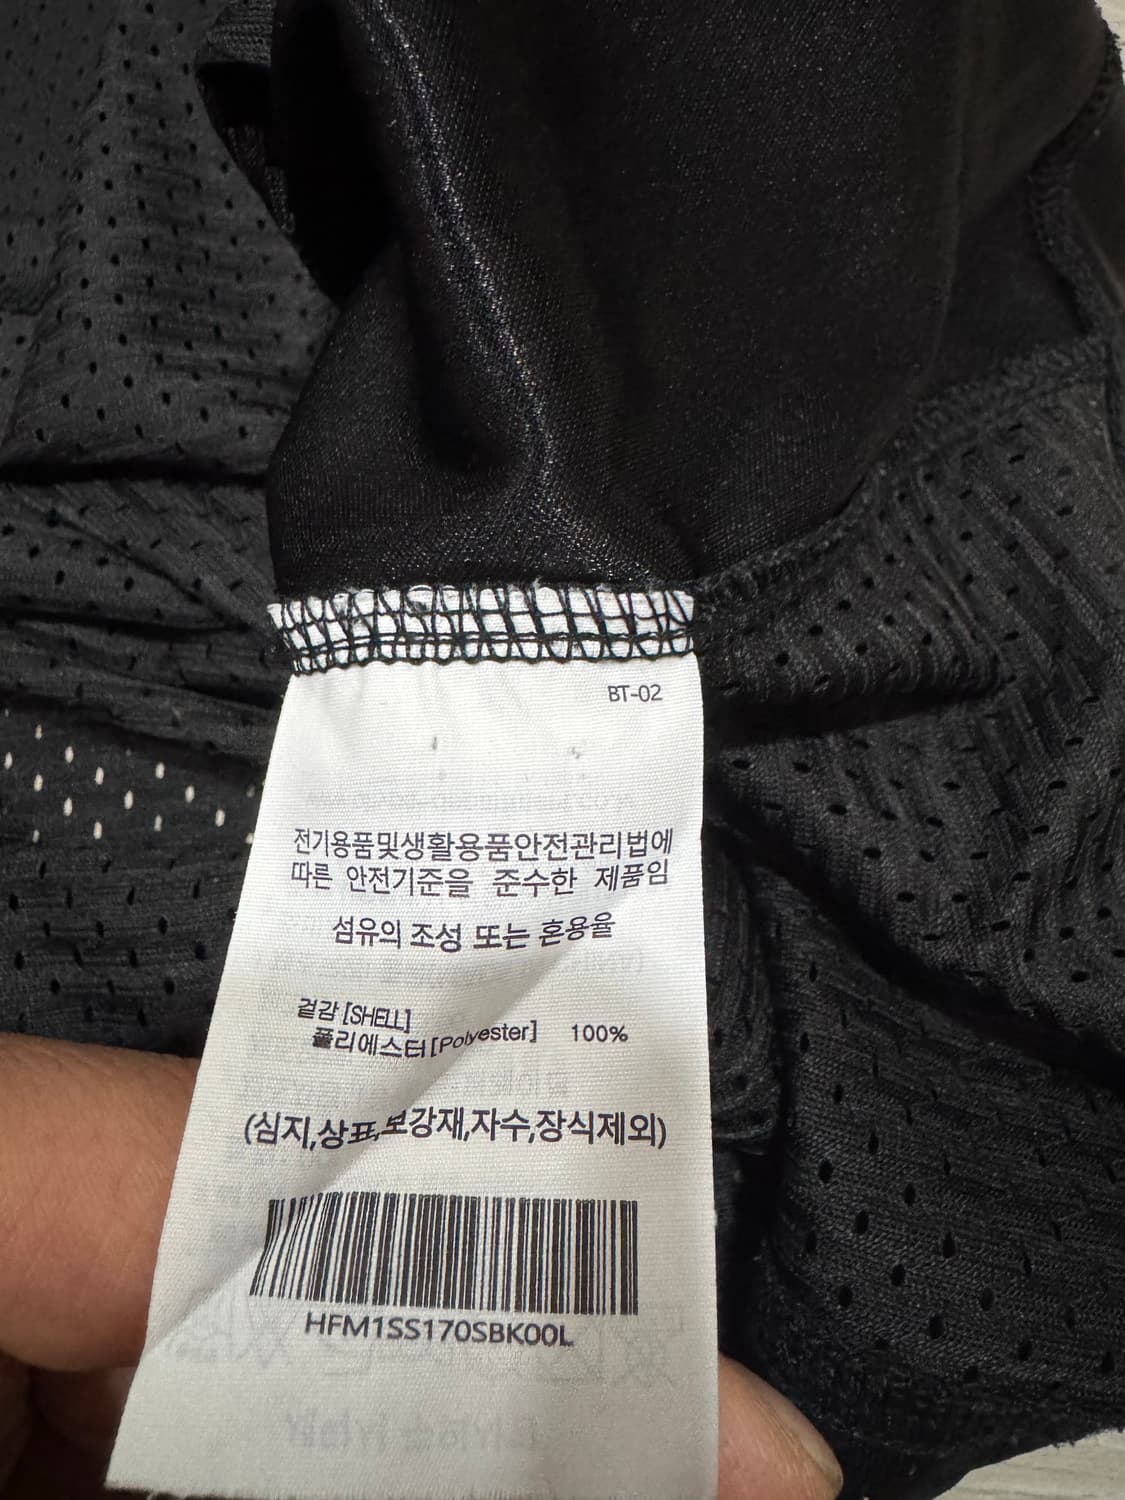 BT-02
전기용품및생활용품안전관리법에
따른 안전기준을 준수한 제품임
섬유의 조성 또는 혼용율
겉감[SHELL]
폴리에스터[Polyester] 100%
(심지,상표,보강재,자수,장식제외)
HFM1SS170SBK00L